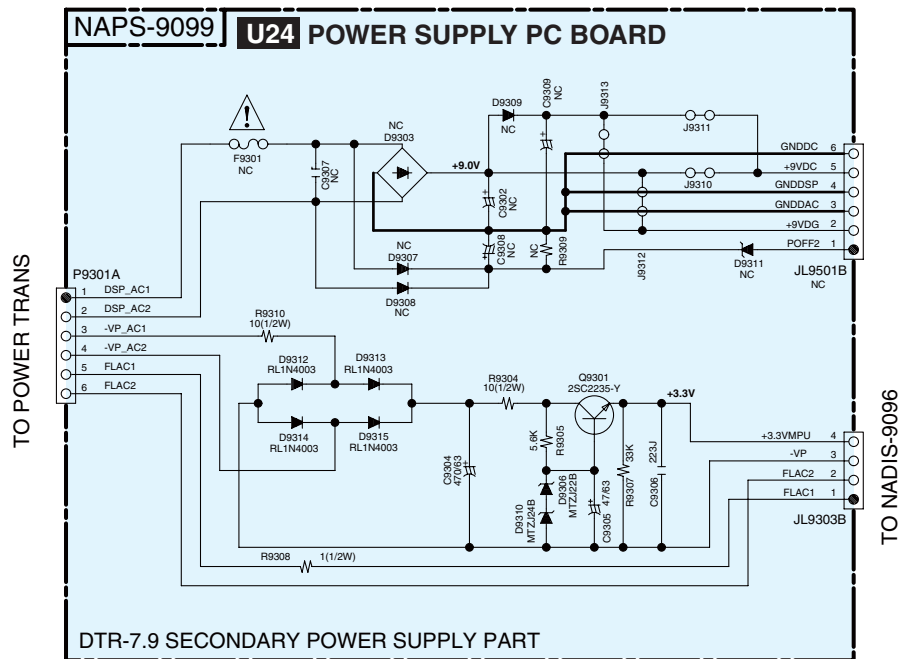 NAPS-9099
U24 POWER SUPPLY PC BOARD
TO POWER TRANS
F9301
NC
C9307
NC
NC
D9303
+9.0V
D9309
NC
C9309
NC
J9313
J9311
J9310
C9302
NC
C9308
NC
NC
R9309
J9312
NC
D9307
D9308
NC
D9311
NC
GNDDC 6
+9VDC 5
GNDDSP 4
GNDDAC 3
+9VDG 2
POFF2 1
JL9501B
NC
P9301A
1 DSP_AC1
2 DSP_AC2
3 -VP_AC1
4 -VP_AC2
5 FLAC1
6 FLAC2
R9310
10(1/2W)
D9312
RL1N4003
D9313
RL1N4003
D9314
RL1N4003
D9315
RL1N4003
C9304
470/63
R9304
10(1/2W)
5.6K
R9305
Q9301
2SC2235-Y
D9310
MTZJ24B
D9306
MTZJ22B
47/63
C9305
33K
R9307
223J
C9306
+3.3V
+3.3VMPU 4
-VP 3
FLAC2 2
FLAC1 1
JL9303B
TO NADIS-9096
R9308 1(1/2W)
DTR-7.9 SECONDARY POWER SUPPLY PART